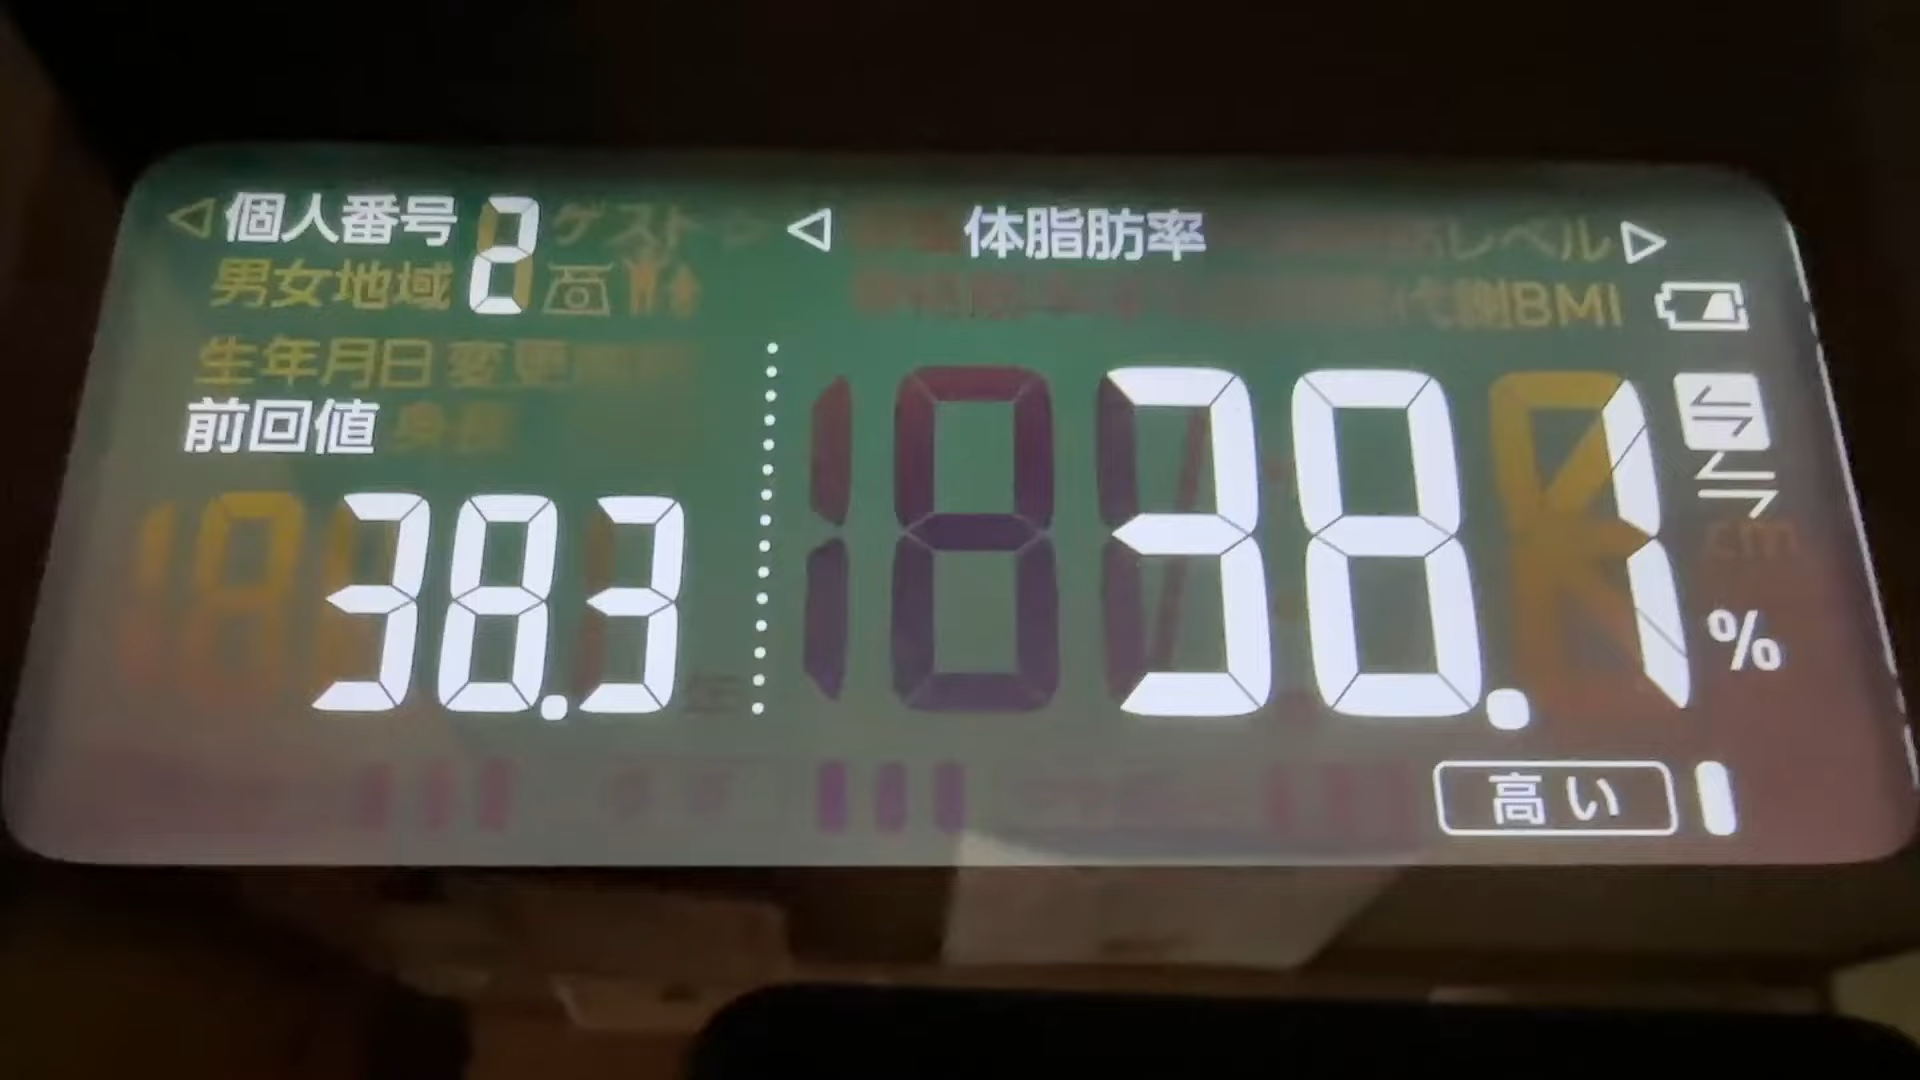 個人番号 2 ゲスト
体脂肪率 レベル
男女地域
代謝BMI
生年月日変更
前回値 身長
38.3
38.1
cm
%
高い